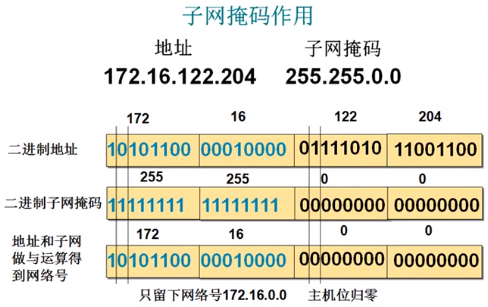 子网掩码作用
地址 子网掩码
172.16.122.204 255.255.0.0
172 16 122 204
二进制地址 10101100 00010000 01111010 11001100
255 255 0 0
二进制子网掩码 11111111 11111111 00000000 00000000
172 16 0 0
地址和子网
做与运算得
到网络号
10101100 00010000 00000000 00000000
只留下网络号172.16.0.0 主机位归零